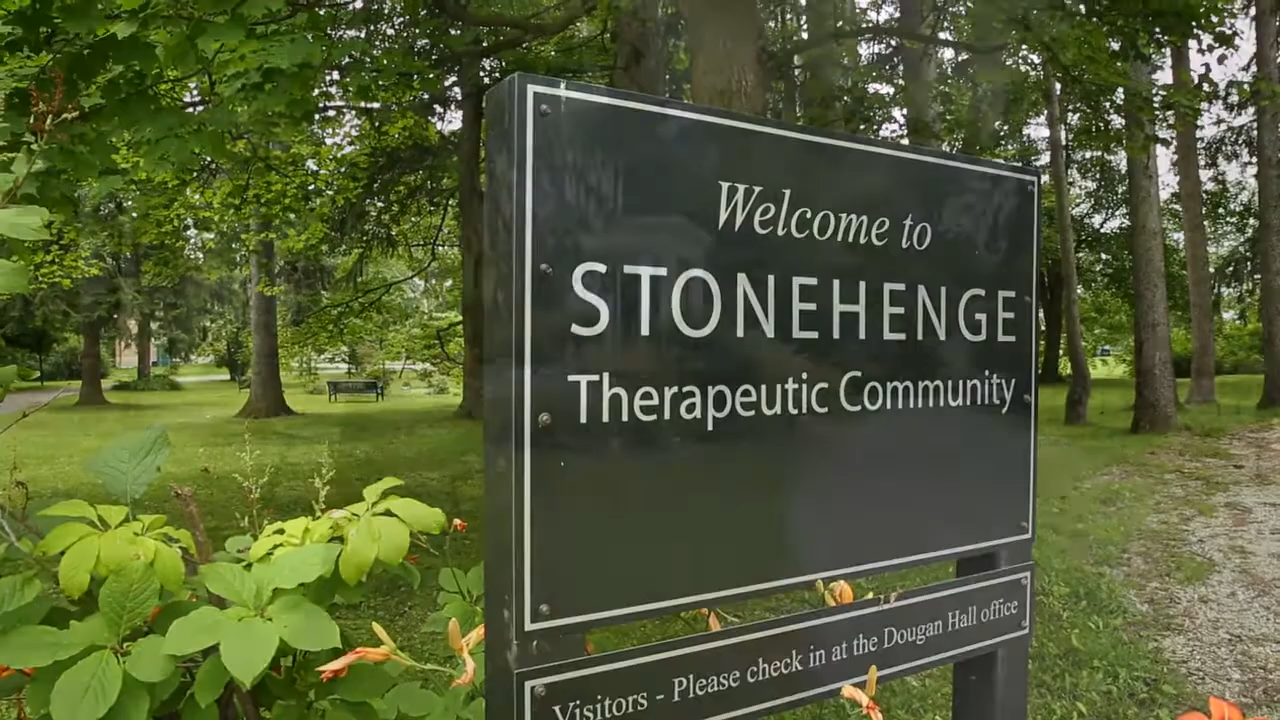 Welcome to
STONEHENGE
Therapeutic Community
Visitors - Please check in at the Dougan Hall office